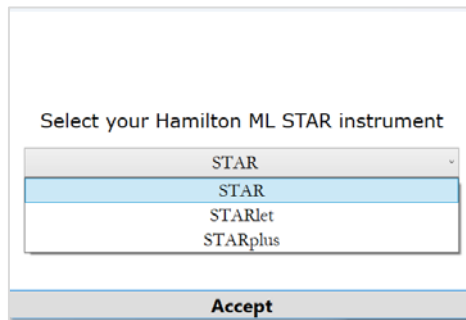 Select your Hamilton ML STAR instrument
STAR
STAR
STARlet
STARplus
Accept